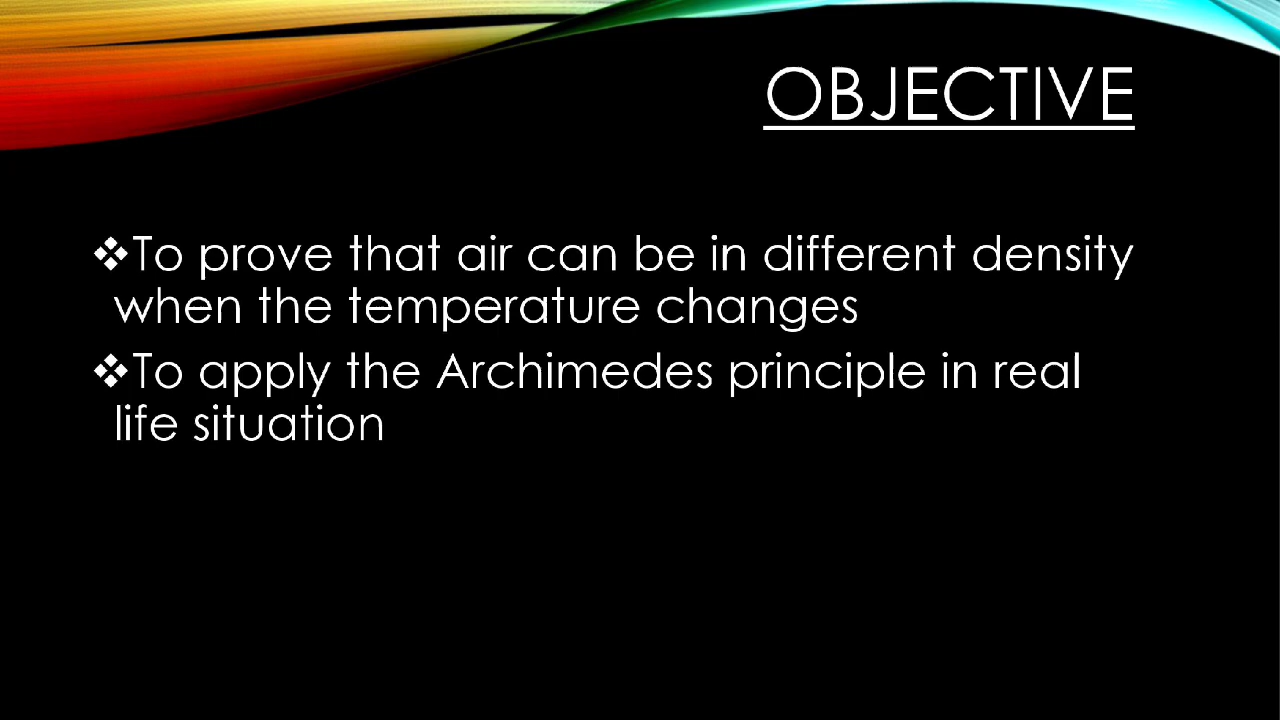 OBJECTIVE
❖To prove that air can be in different density
when the temperature changes
❖To apply the Archimedes principle in real
life situation